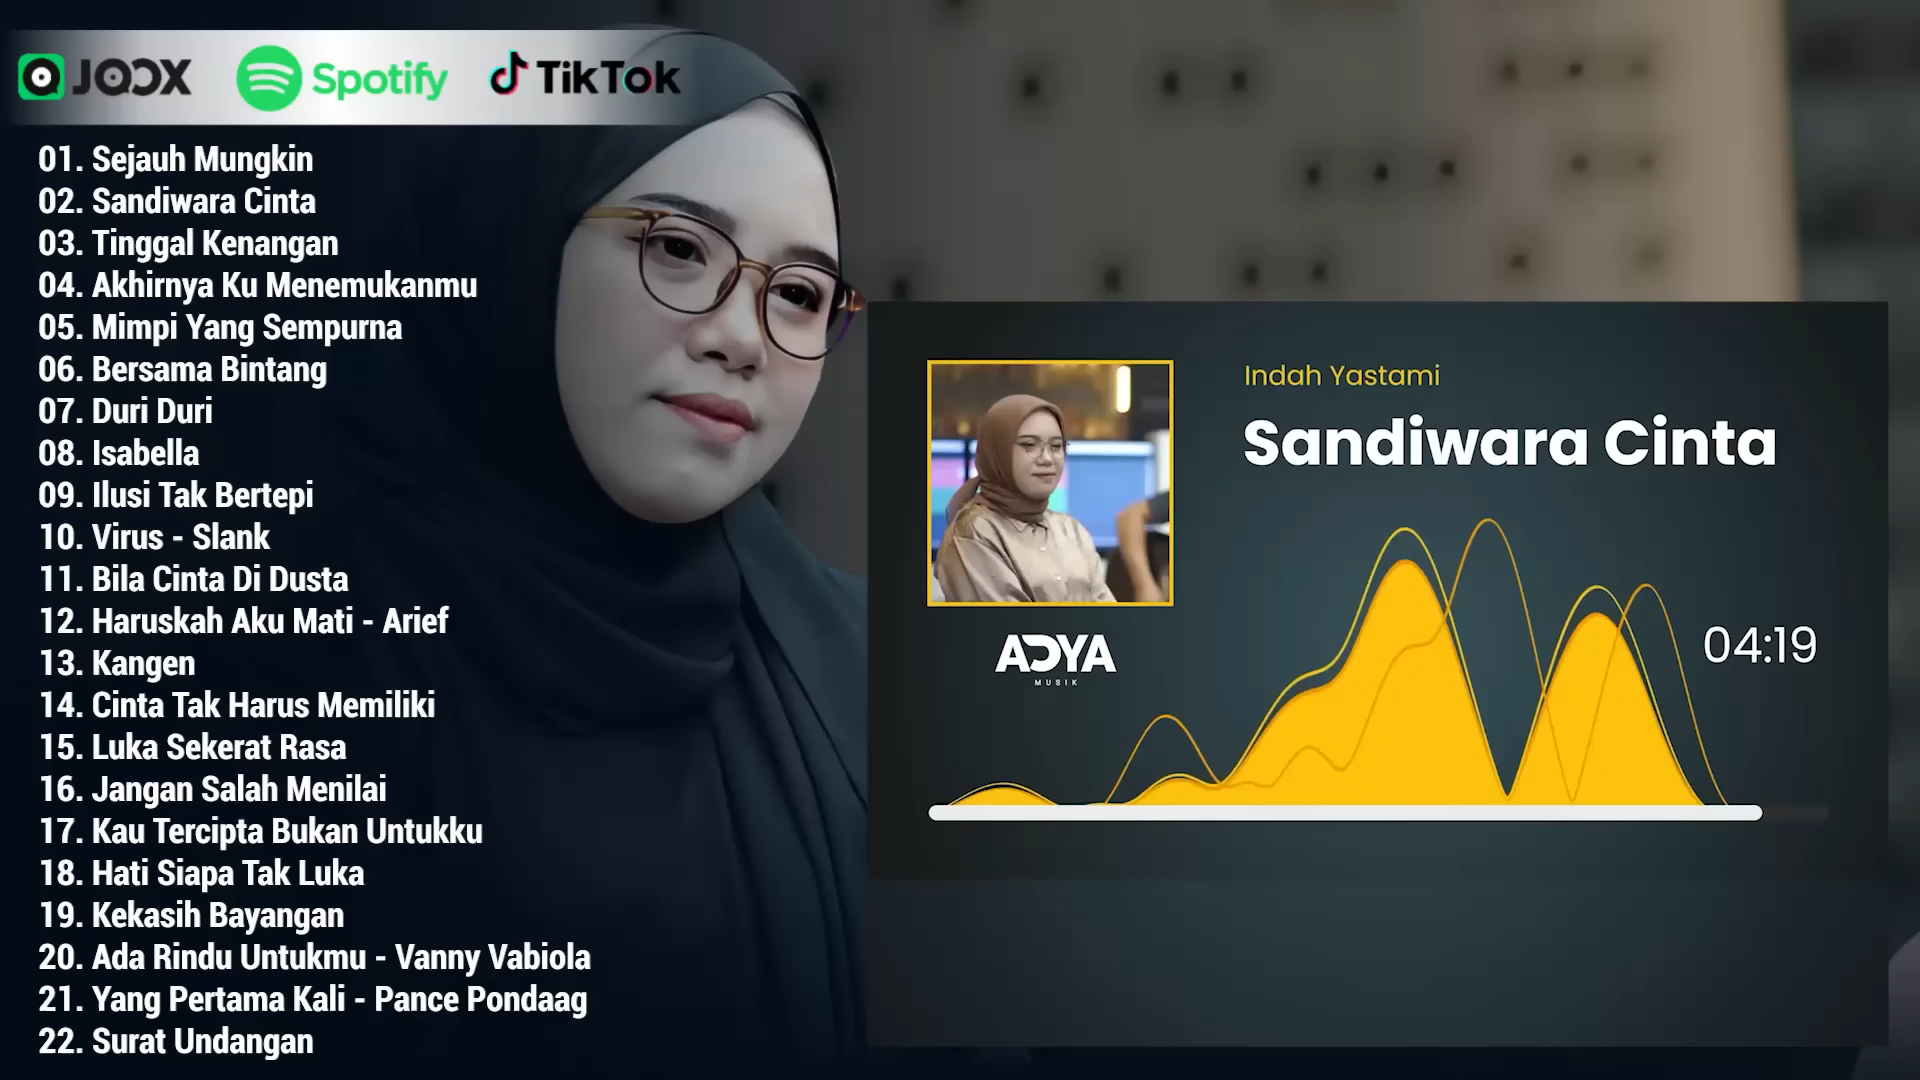 JOOX Spotify TikTok
01. Sejauh Mungkin
02. Sandiwara Cinta
03. Tinggal Kenangan
04. Akhirnya Ku Menemukanmu
05. Mimpi Yang Sempurna
06. Bersama Bintang
07. Duri Duri
08. Isabella
09. Ilusi Tak Bertepi
10. Virus - Slank
11. Bila Cinta Di Dusta
12. Haruskah Aku Mati - Arief
13. Kangen
14. Cinta Tak Harus Memiliki
15. Luka Sekerat Rasa
16. Jangan Salah Menilai
17. Kau Tercipta Bukan Untukku
18. Hati Siapa Tak Luka
19. Kekasih Bayangan
20. Ada Rindu Untukmu - Vanny Vabiola
21. Yang Pertama Kali - Pance Pondaag
22. Surat Undangan
Indah Yastami
Sandiwara Cinta
04:19
ADYA
MUSIK